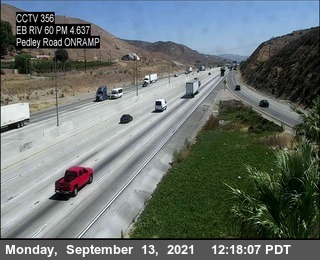 CCTV 356
EB RIV 60 PM 4.637
Pedley Road ONRAMP
Monday, September 13, 2021 12:18:07 PDT